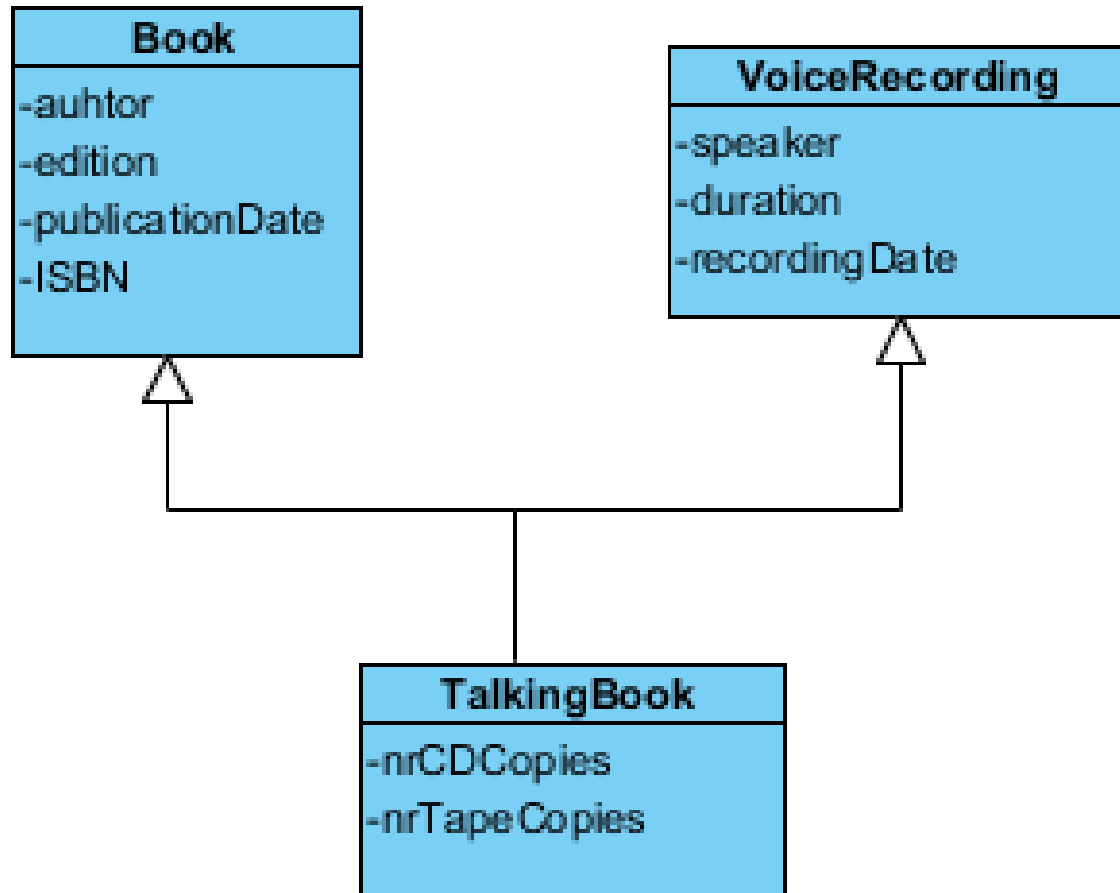 Book
-auhtor
-edition
-publicationDate
-ISBN
VoiceRecording
-speaker
-duration
-recordingDate
TalkingBook
-nrCDCopies
-nrTapeCopies